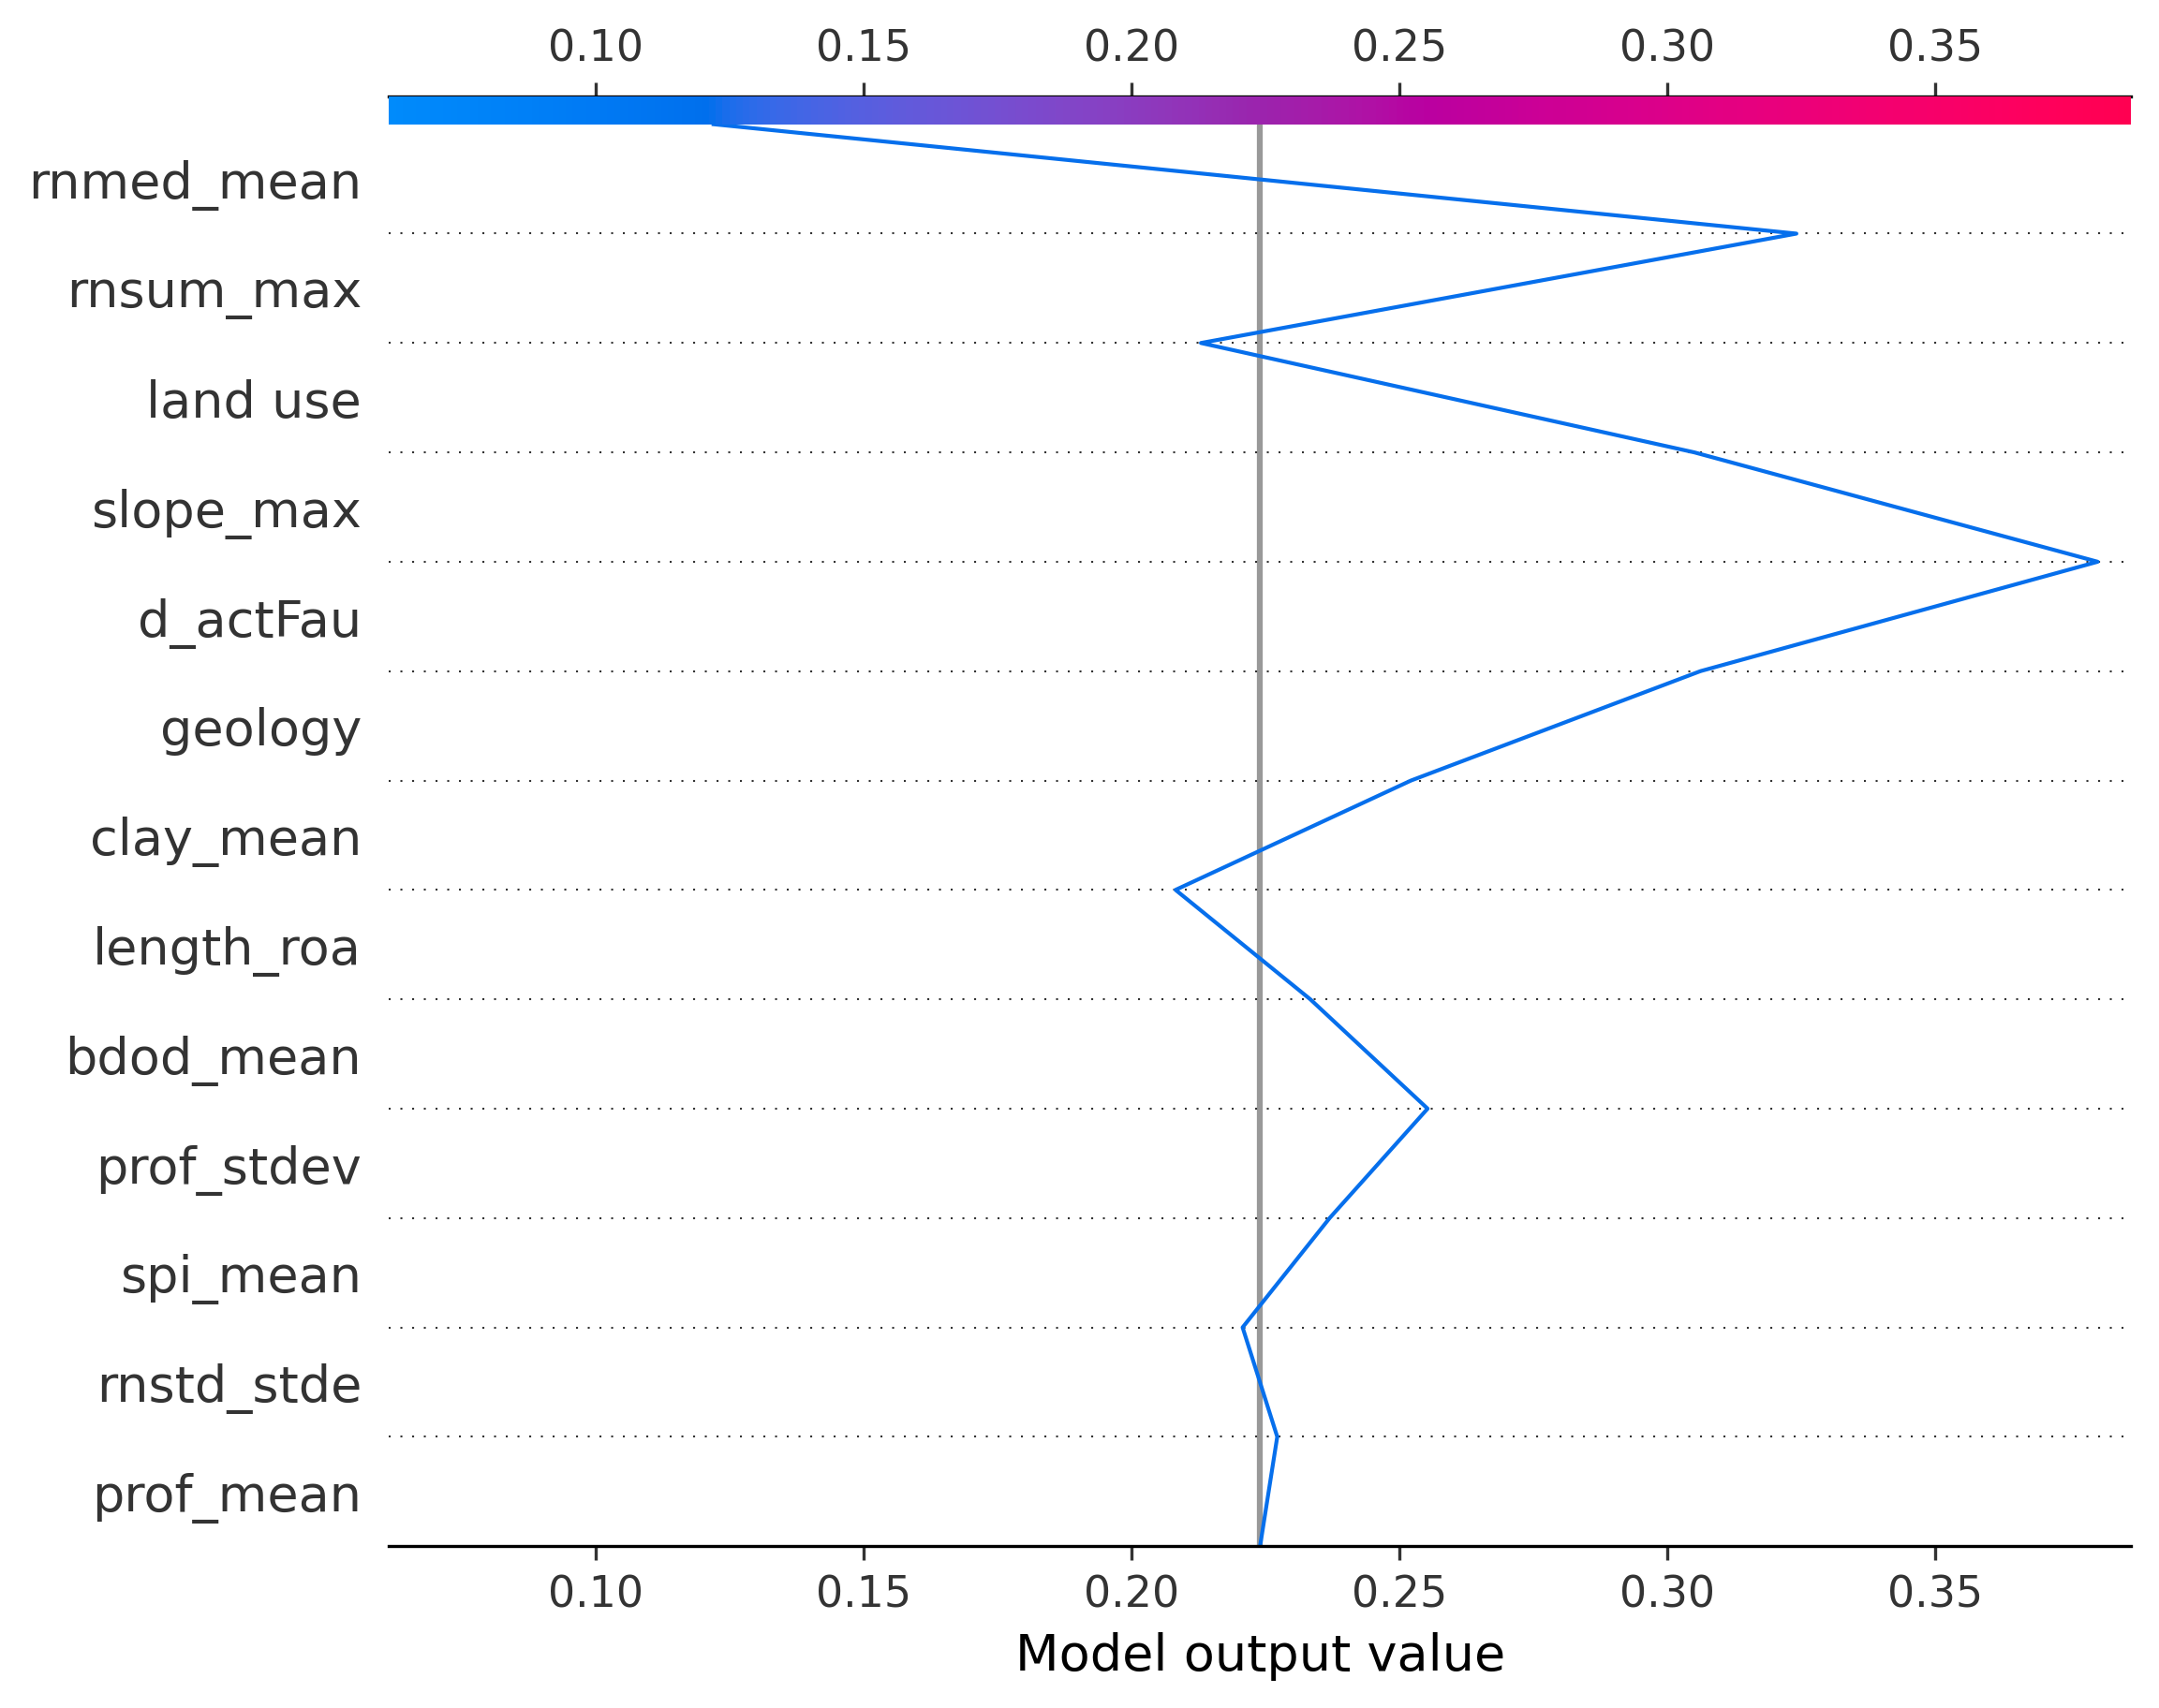 0.10 0.15 0.20 0.25 0.30 0.35
rnmed_mean
rnsum_max
land use
slope_max
d_actFau
geology
clay_mean
length_roa
bdod_mean
prof_stdev
spi_mean
rnstd_stde
prof_mean
0.10 0.15 0.20 0.25 0.30 0.35
Model output value